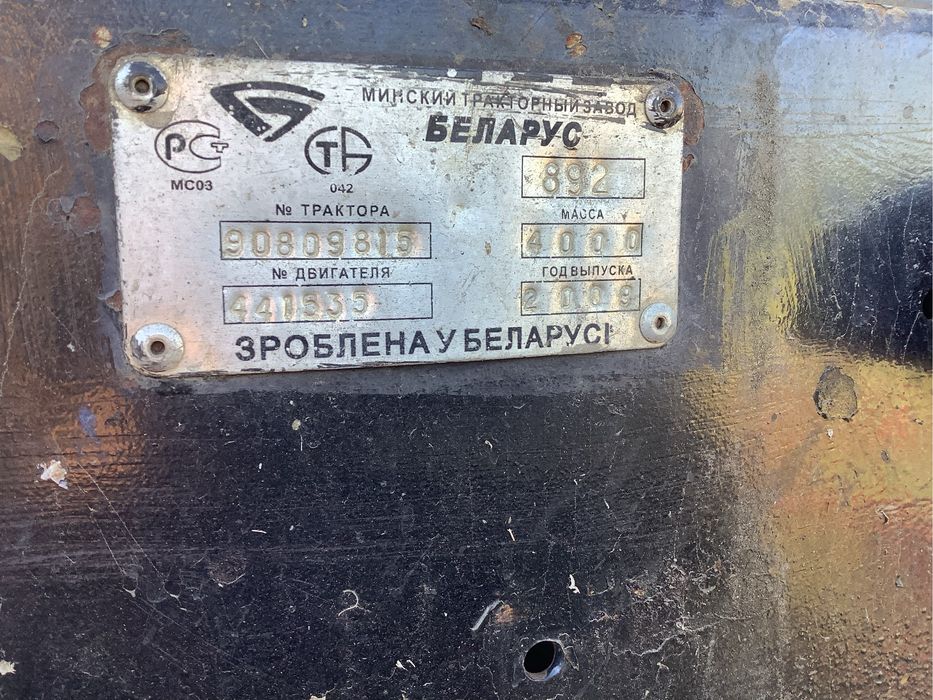 МИНСКИЙ ТРАКТОРНЫЙ ЗАВОД
БЕЛАРУС
РСт
МС03
ТБ
042
892
№ ТРАКТОРА
90809815
МАССА
4000
№ ДВИГАТЕЛЯ
441535
ГОД ВЫПУСКА
2009
ЗРОБЛЕНА У БЕЛАРУСІ